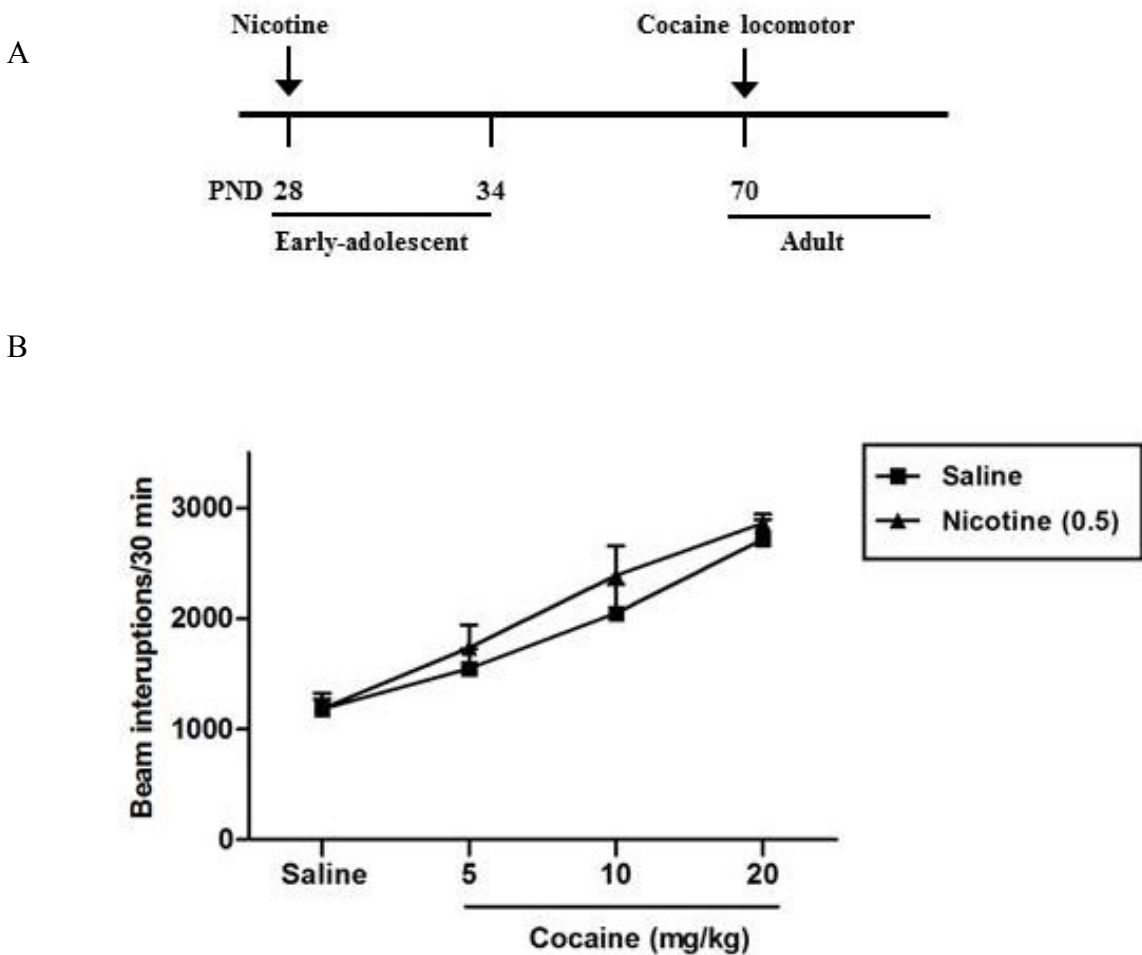 A
Nicotine Cocaine locomotor
PND 28 34 70
Early-adolescent Adult
B
Beam interuptions/30 min
3000
2000
1000
0
Saline 5 10 20
Cocaine (mg/kg)
Saline
Nicotine (0.5)